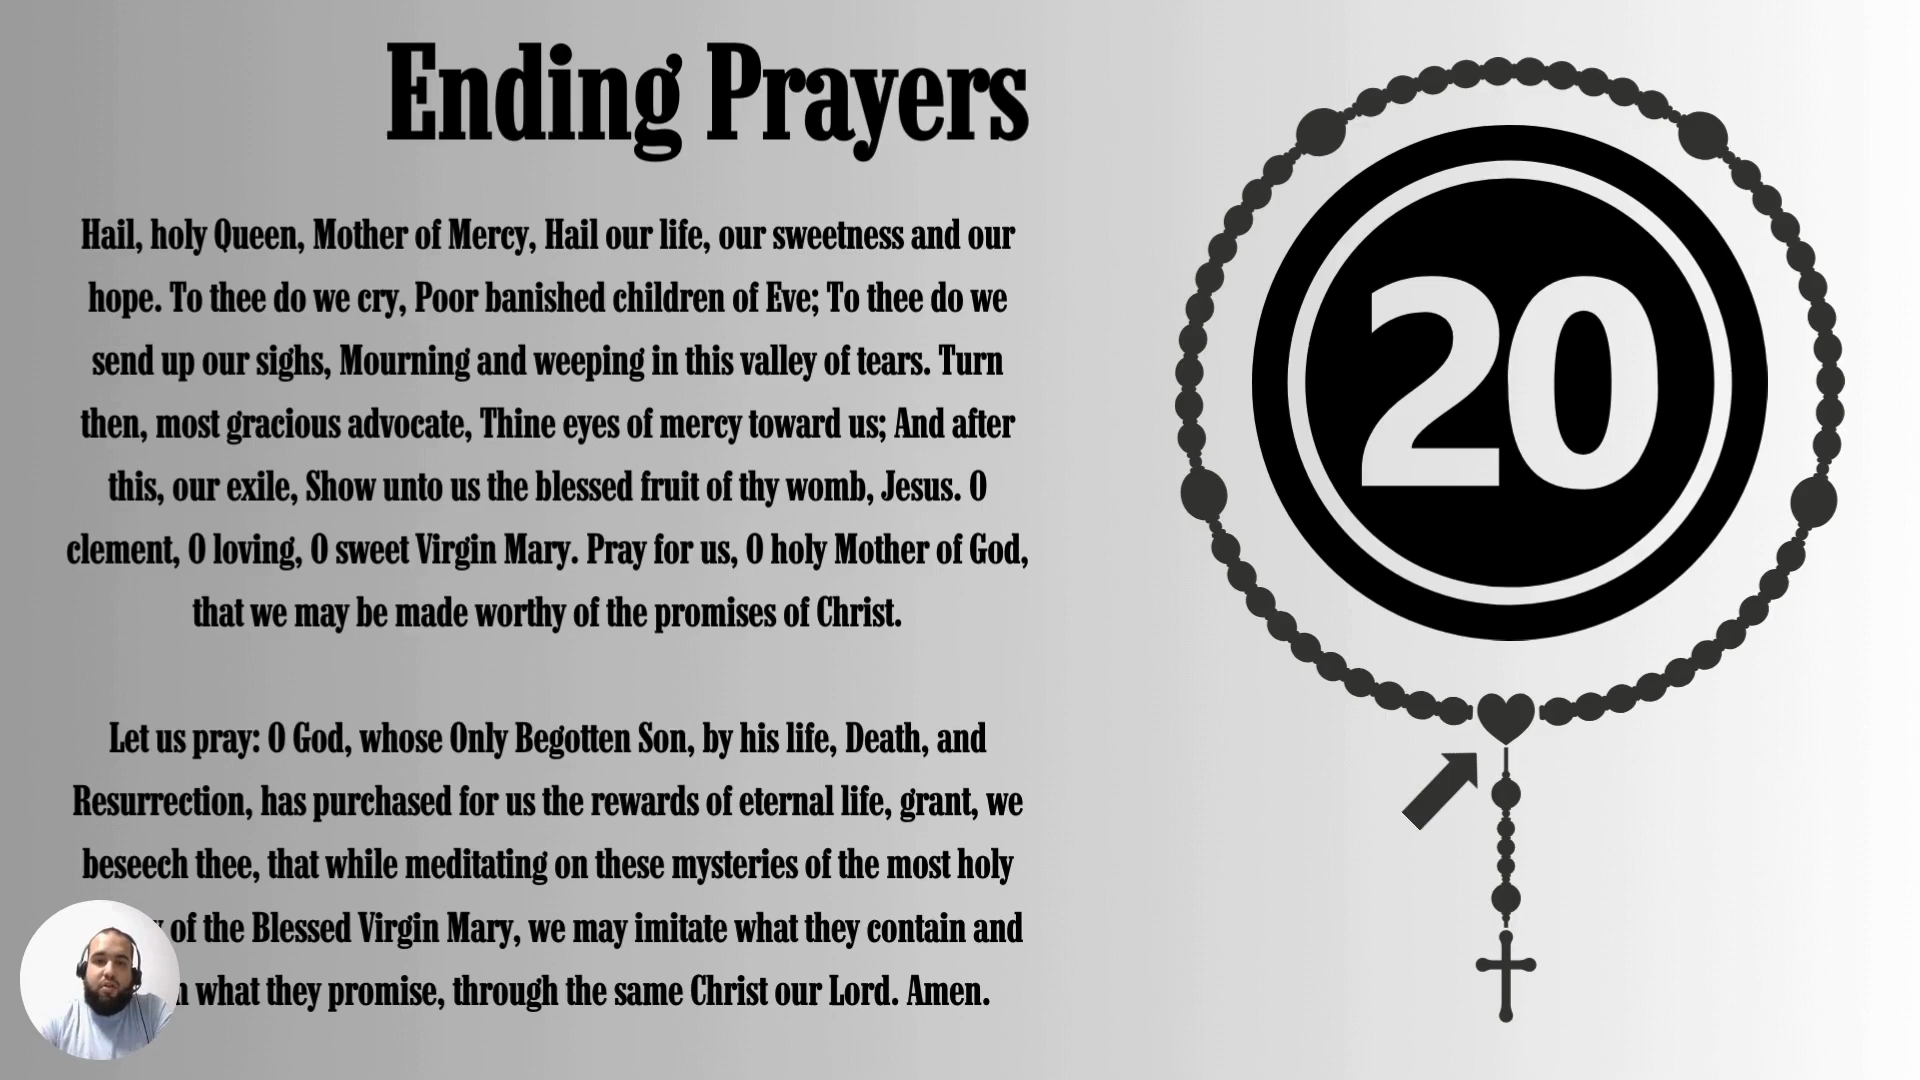 Ending Prayers
Hail, holy Queen, Mother of Mercy, Hail our life, our sweetness and our
hope. To thee do we cry, Poor banished children of Eve; To thee do we
send up our sighs, Mourning and weeping in this valley of tears. Turn
then, most gracious advocate, Thine eyes of mercy toward us; And after
this, our exile, Show unto us the blessed fruit of thy womb, Jesus. O
clement, O loving, O sweet Virgin Mary. Pray for us, O holy Mother of God,
that we may be made worthy of the promises of Christ.
Let us pray: O God, whose Only Begotten Son, by his life, Death, and
Resurrection, has purchased for us the rewards of eternal life, grant, we
beseech thee, that while meditating on these mysteries of the most holy
of the Blessed Virgin Mary, we may imitate what they contain and
what they promise, through the same Christ our Lord. Amen.
20